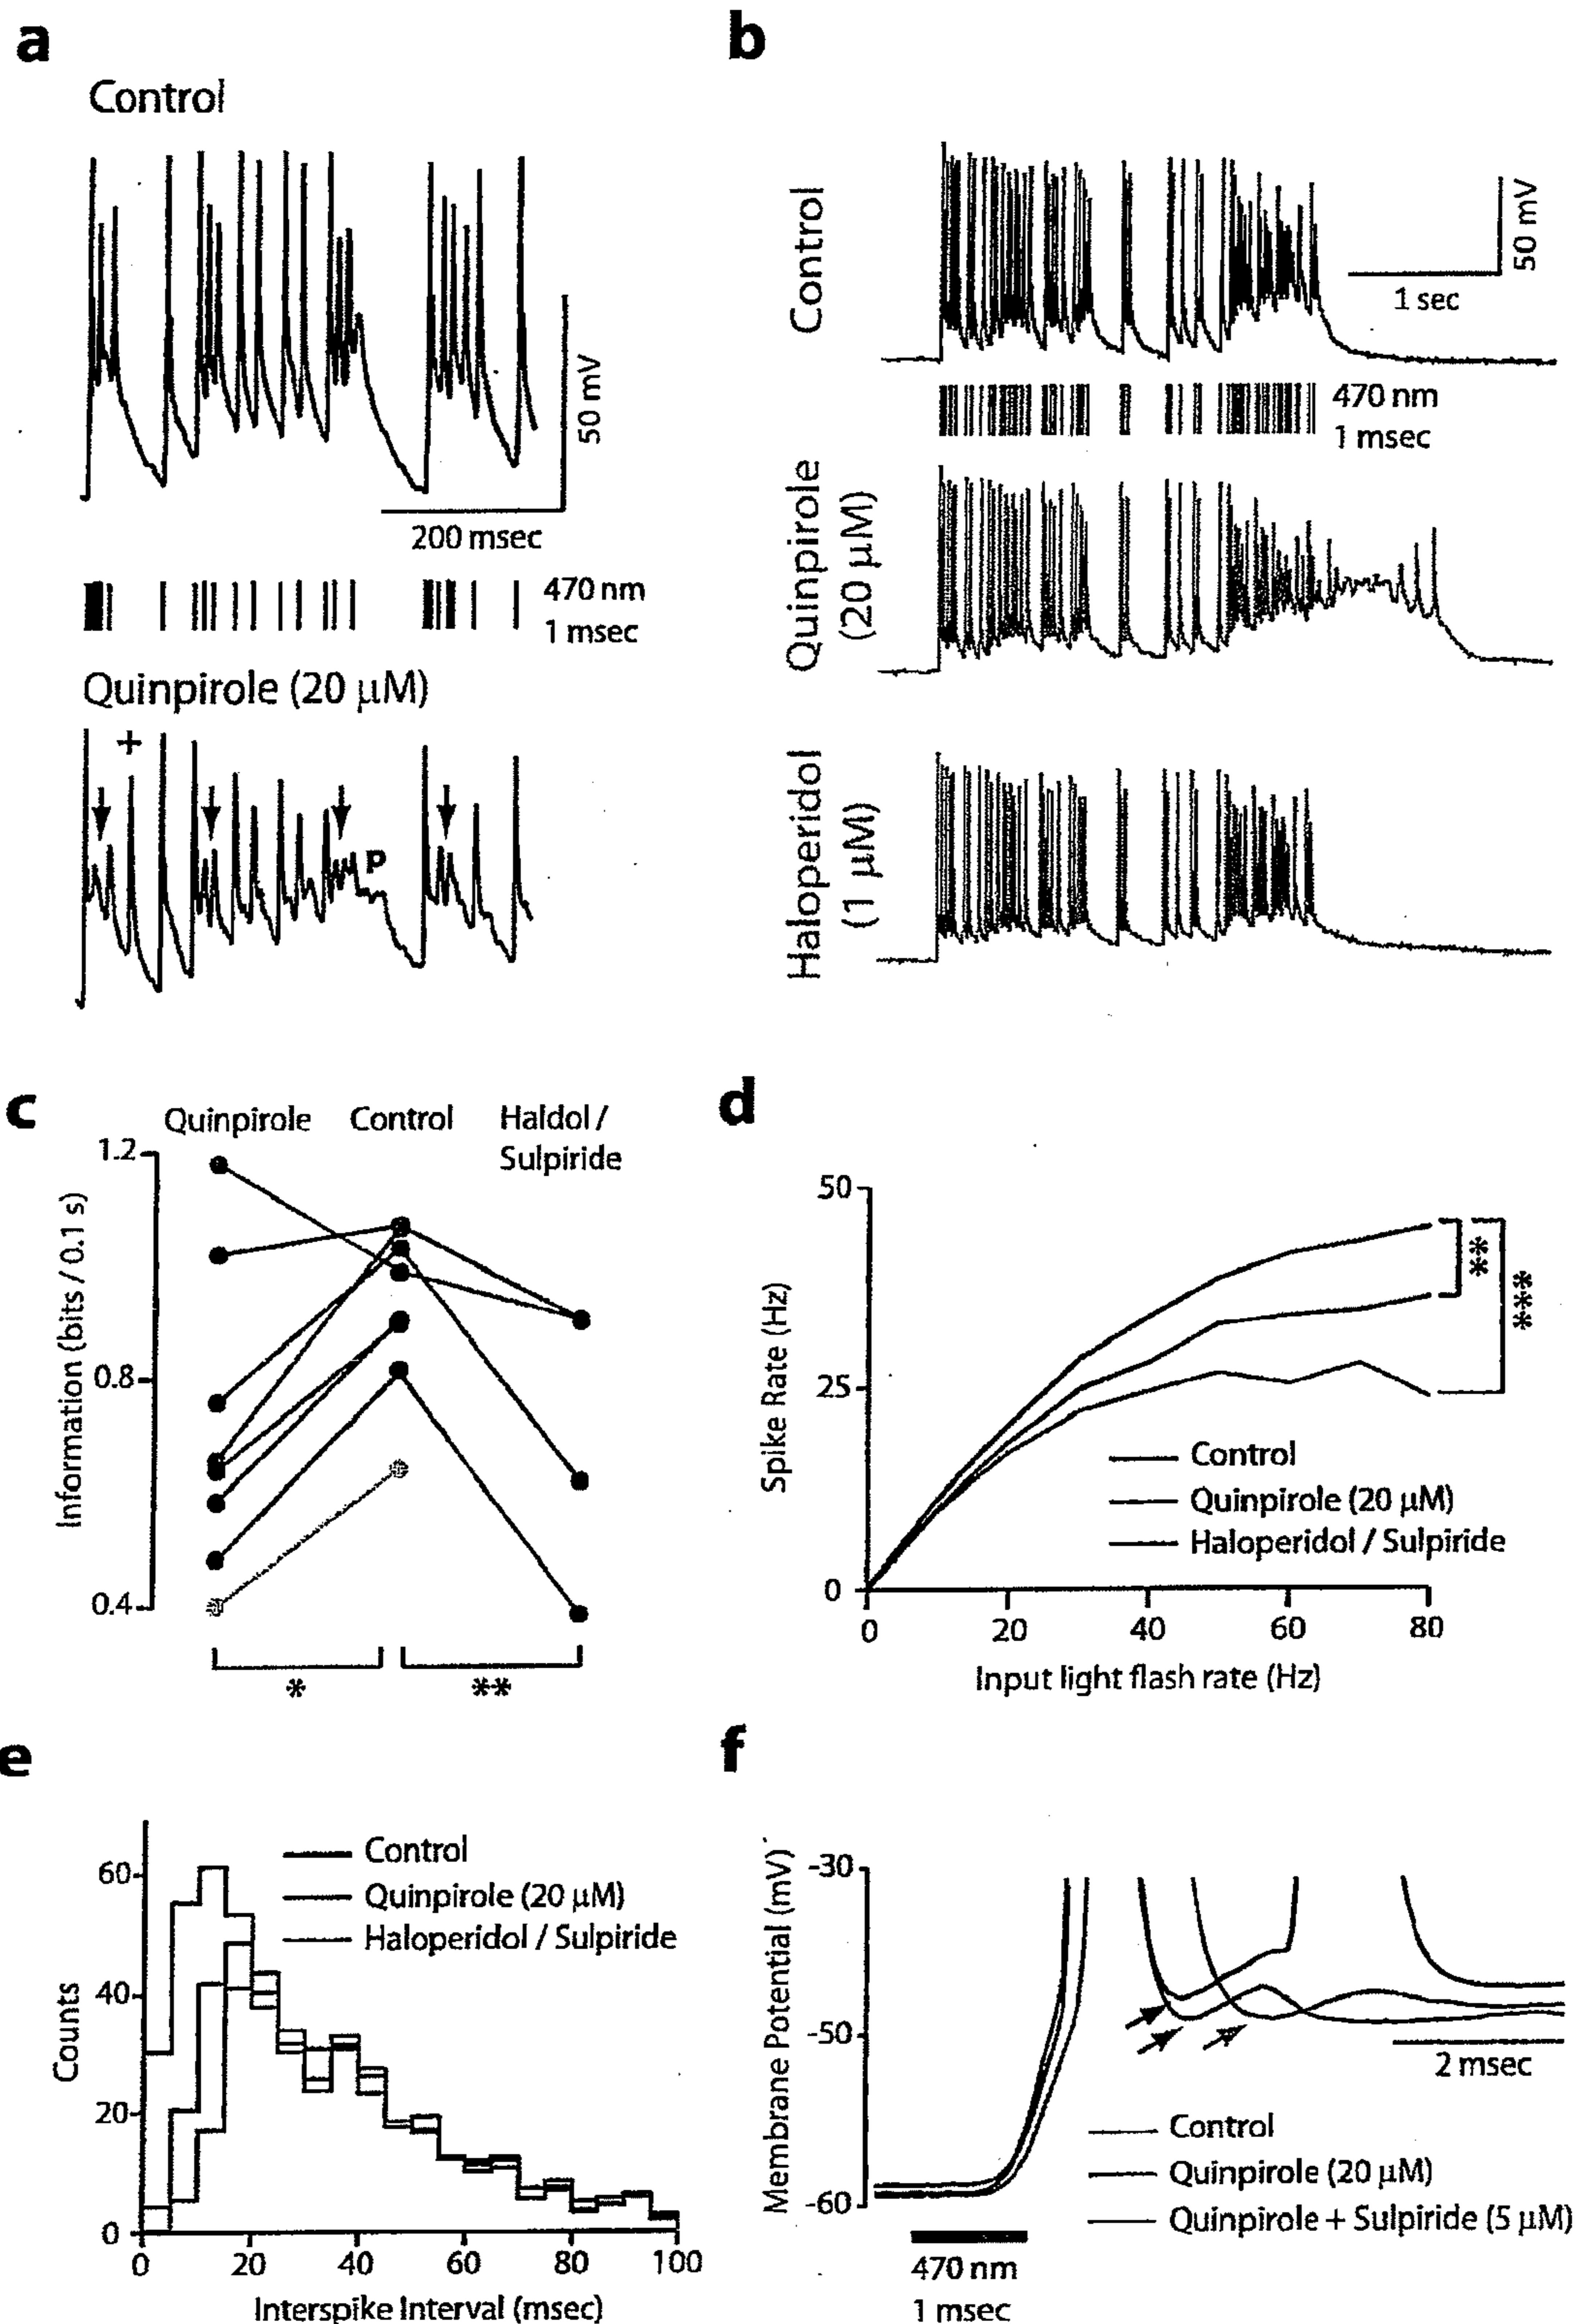 a
Control
50 mV
200 msec
470 nm
1 msec
Quinpirole (20 µM)
+
P
b
Control
50 mV
1 sec
470 nm
1 msec
Quinpirole
(20 µM)
Haloperidol
(1 µM)
c
Quinpirole
Control
Haldol /
Sulpiride
1.2
0.8
0.4
Information (bits / 0.1 s)
*
**
d
50
25
0
Spike Rate (Hz)
**
***
Control
Quinpirole (20 µM)
Haloperidol / Sulpiride
0
20
40
60
80
Input light flash rate (Hz)
e
60
40
20
0
Counts
Control
Quinpirole (20 µM)
Haloperidol / Sulpiride
0
20
40
60
80
100
Interspike Interval (msec)
f
-30
-50
-60
Membrane Potential (mV)
2 msec
Control
Quinpirole (20 µM)
Quinpirole + Sulpiride (5 µM)
470 nm
1 msec